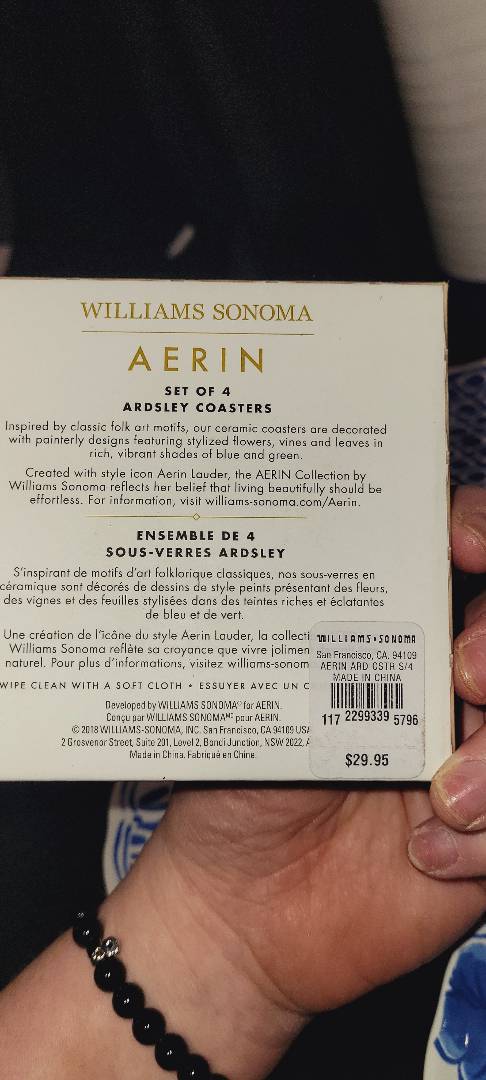 WILLIAMS SONOMA
AERIN
SET OF 4
ARDSLEY COASTERS
Inspired by classic folk art motifs, our ceramic coasters are decorated
with painterly designs featuring stylized flowers, vines and leaves in
rich, vibrant shades of blue and green.
Created with style icon Aerin Lauder, the AERIN Collection by
Williams Sonoma reflects her belief that living beautifully should be
effortless. For information, visit williams-sonoma.com/Aerin.
ENSEMBLE DE 4
SOUS-VERRES ARDSLEY
S'inspirant de motifs d'art folklorique classiques, nos sous-verres en
céramique sont décorés de dessins de style peints présentant des fleurs,
des vignes et des feuilles stylisées dans des teintes riches et éclatantes
de bleu et de vert.
Une création de l'icône du style Aerin Lauder, la collecti
Williams Sonoma reflète sa croyance que vivre jolimen
naturel. Pour plus d'informations, visitez williams-sonom
WIPE CLEAN WITH A SOFT CLOTH • ESSUYER AVEC UN C
Developed by WILLIAMS SONOMA® for AERIN.
Conçu par WILLIAMS SONOMAᴹᶜ pour AERIN.
© 2018 WILLIAMS-SONOMA, INC. San Francisco, CA 94109 USA
2 Grosvenor Street, Suite 201, Level 2, Bondi Junction, NSW 2022, A
Made in China. Fabriqué en Chine.
WILLIAMS•SONOMA
San Francisco, CA. 94109
AERIN ARD CSTR S/4
MADE IN CHINA
117 2299339 5796
$29.95